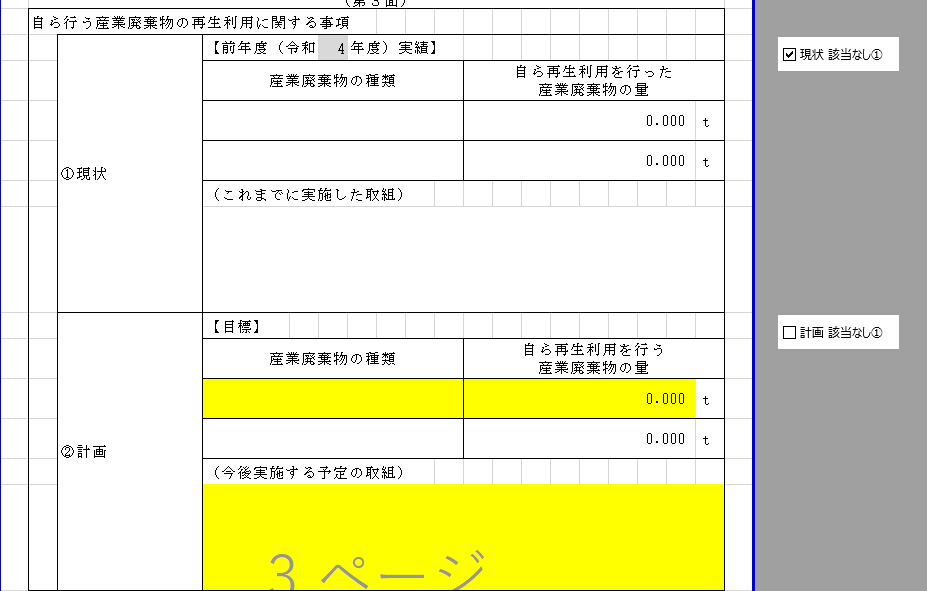 (第3面)
自ら行う産業廃棄物の再生利用に関する事項
【前年度（令和 4 年度）実績】
産業廃棄物の種類
自ら再生利用を行った
産業廃棄物の量
0.000 t
0.000 t
①現状
（これまでに実施した取組）
【目標】
産業廃棄物の種類
自ら再生利用を行う
産業廃棄物の量
0.000 t
0.000 t
②計画
（今後実施する予定の取組）
3 ページ
現状 該当なし①
計画 該当なし①